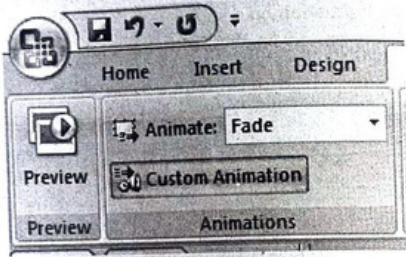 Home Insert Design
Animate: Fade
Preview Custom Animation
Preview Animations